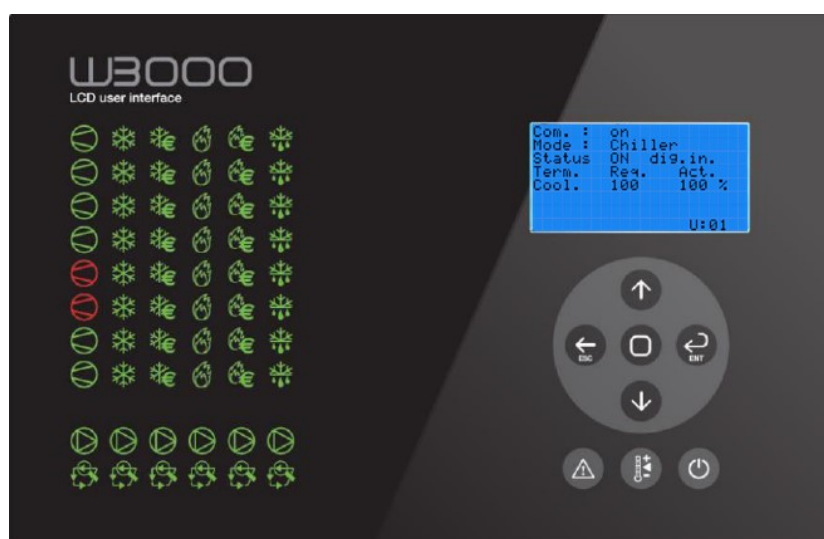 W3000
LCD user interface
Com. : on
Mode : Chiller
Status ON dig.in.
Term. Req. Act.
Cool. 100 100 %
U:01
ESC
ENT